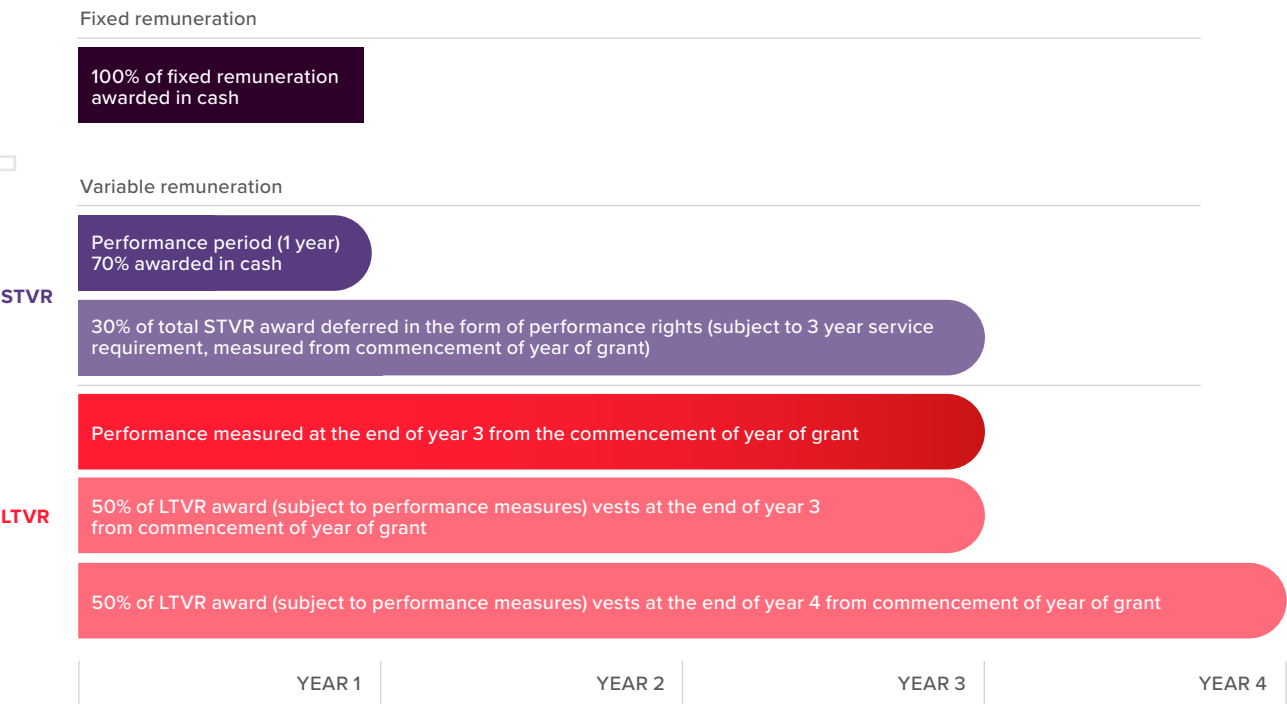 Fixed remuneration
100% of fixed remuneration
awarded in cash
Variable remuneration
STVR
Performance period (1 year)
70% awarded in cash
30% of total STVR award deferred in the form of performance rights (subject to 3 year service
requirement, measured from commencement of year of grant)
LTVR
Performance measured at the end of year 3 from the commencement of year of grant
50% of LTVR award (subject to performance measures) vests at the end of year 3
from commencement of year of grant
50% of LTVR award (subject to performance measures) vests at the end of year 4 from commencement of year of grant
YEAR 1
YEAR 2
YEAR 3
YEAR 4